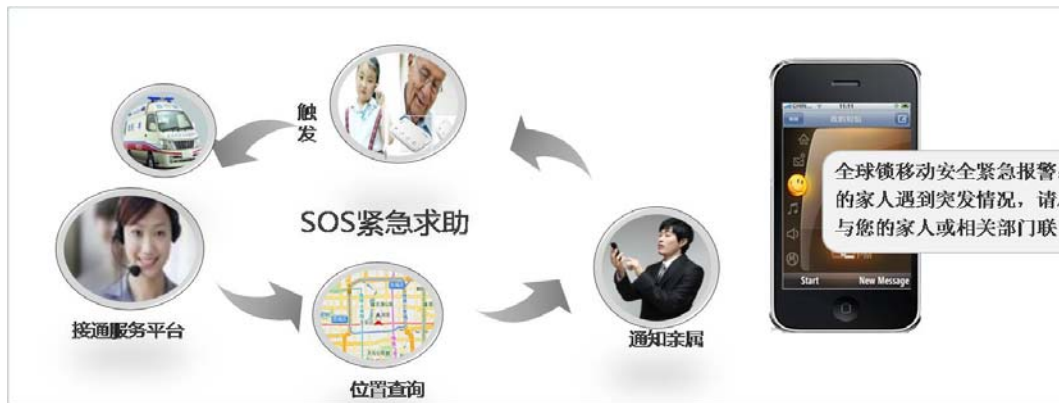 触
发
SOS紧急求助
接通服务平台
位置查询
通知亲属
11:11
全球锁移动安全紧急报警
的家人遇到突发情况，请
与您的家人或相关部门联
Start
New Message